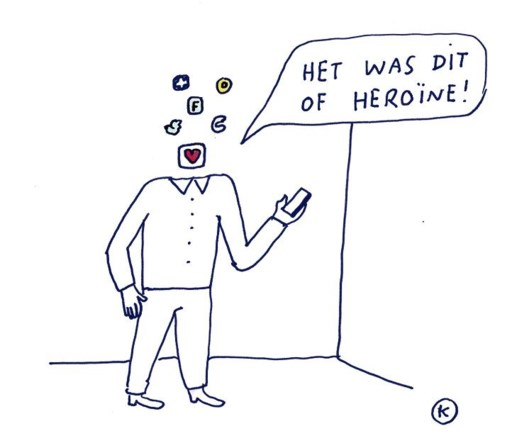 HET WAS DIT
OF HEROÏNE!
F
K